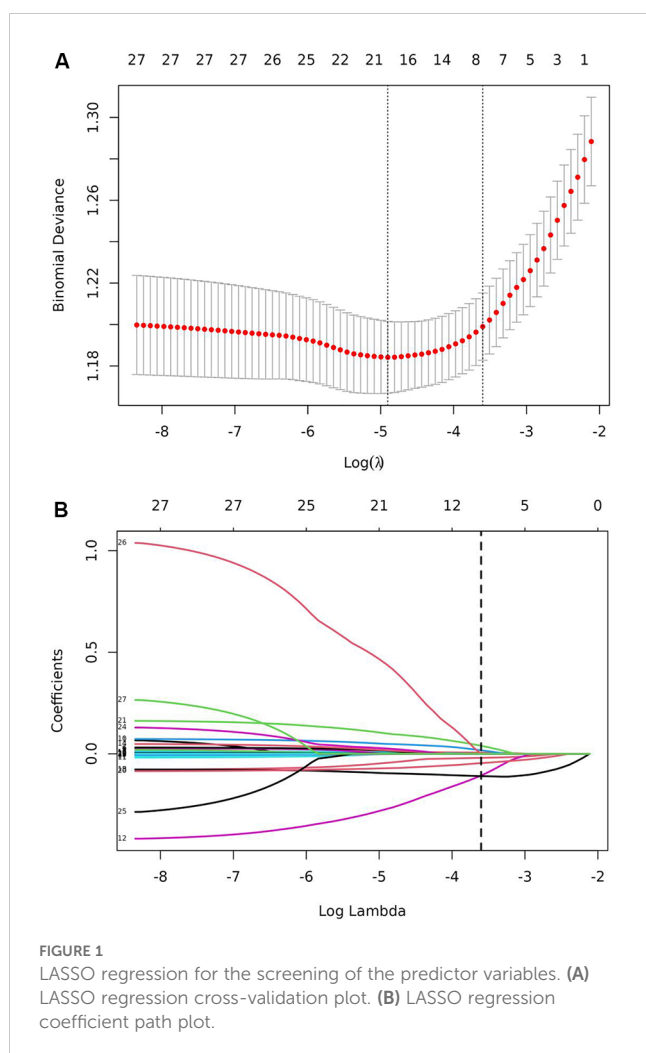 A
27 27 27 27 26 25 22 21 16 14 8 7 5 3 1
Binomial Deviance
1.30
1.26
1.22
1.18
-8 -7 -6 -5 -4 -3 -2
Log(λ)
B
27 27 25 21 12 5 0
Coefficients
1.0
0.5
0.0
26
27
21
24
25
12
-8 -7 -6 -5 -4 -3 -2
Log Lambda
FIGURE 1
LASSO regression for the screening of the predictor variables. (A)
LASSO regression cross-validation plot. (B) LASSO regression
coefficient path plot.